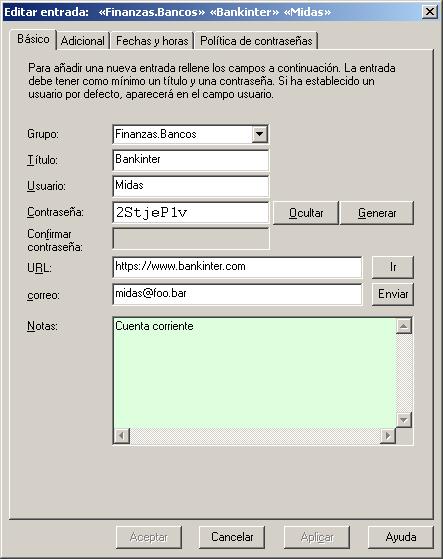 Editar entrada: «Finanzas.Bancos» «Bankinter» «Midas»
Básico Adicional Fechas y horas Política de contraseñas
Para añadir una nueva entrada rellene los campos a continuación. La entrada
debe tener como mínimo un título y una contraseña. Si ha establecido un
usuario por defecto, aparecerá en el campo usuario.
Grupo: Finanzas.Bancos
Título: Bankinter
Usuario: Midas
Contraseña: 2StjeP1v Ocultar Generar
Confirmar
contraseña:
URL: https://www.bankinter.com Ir
correo: midas@foo.bar Enviar
Notas: Cuenta corriente
Aceptar Cancelar Aplicar Ayuda